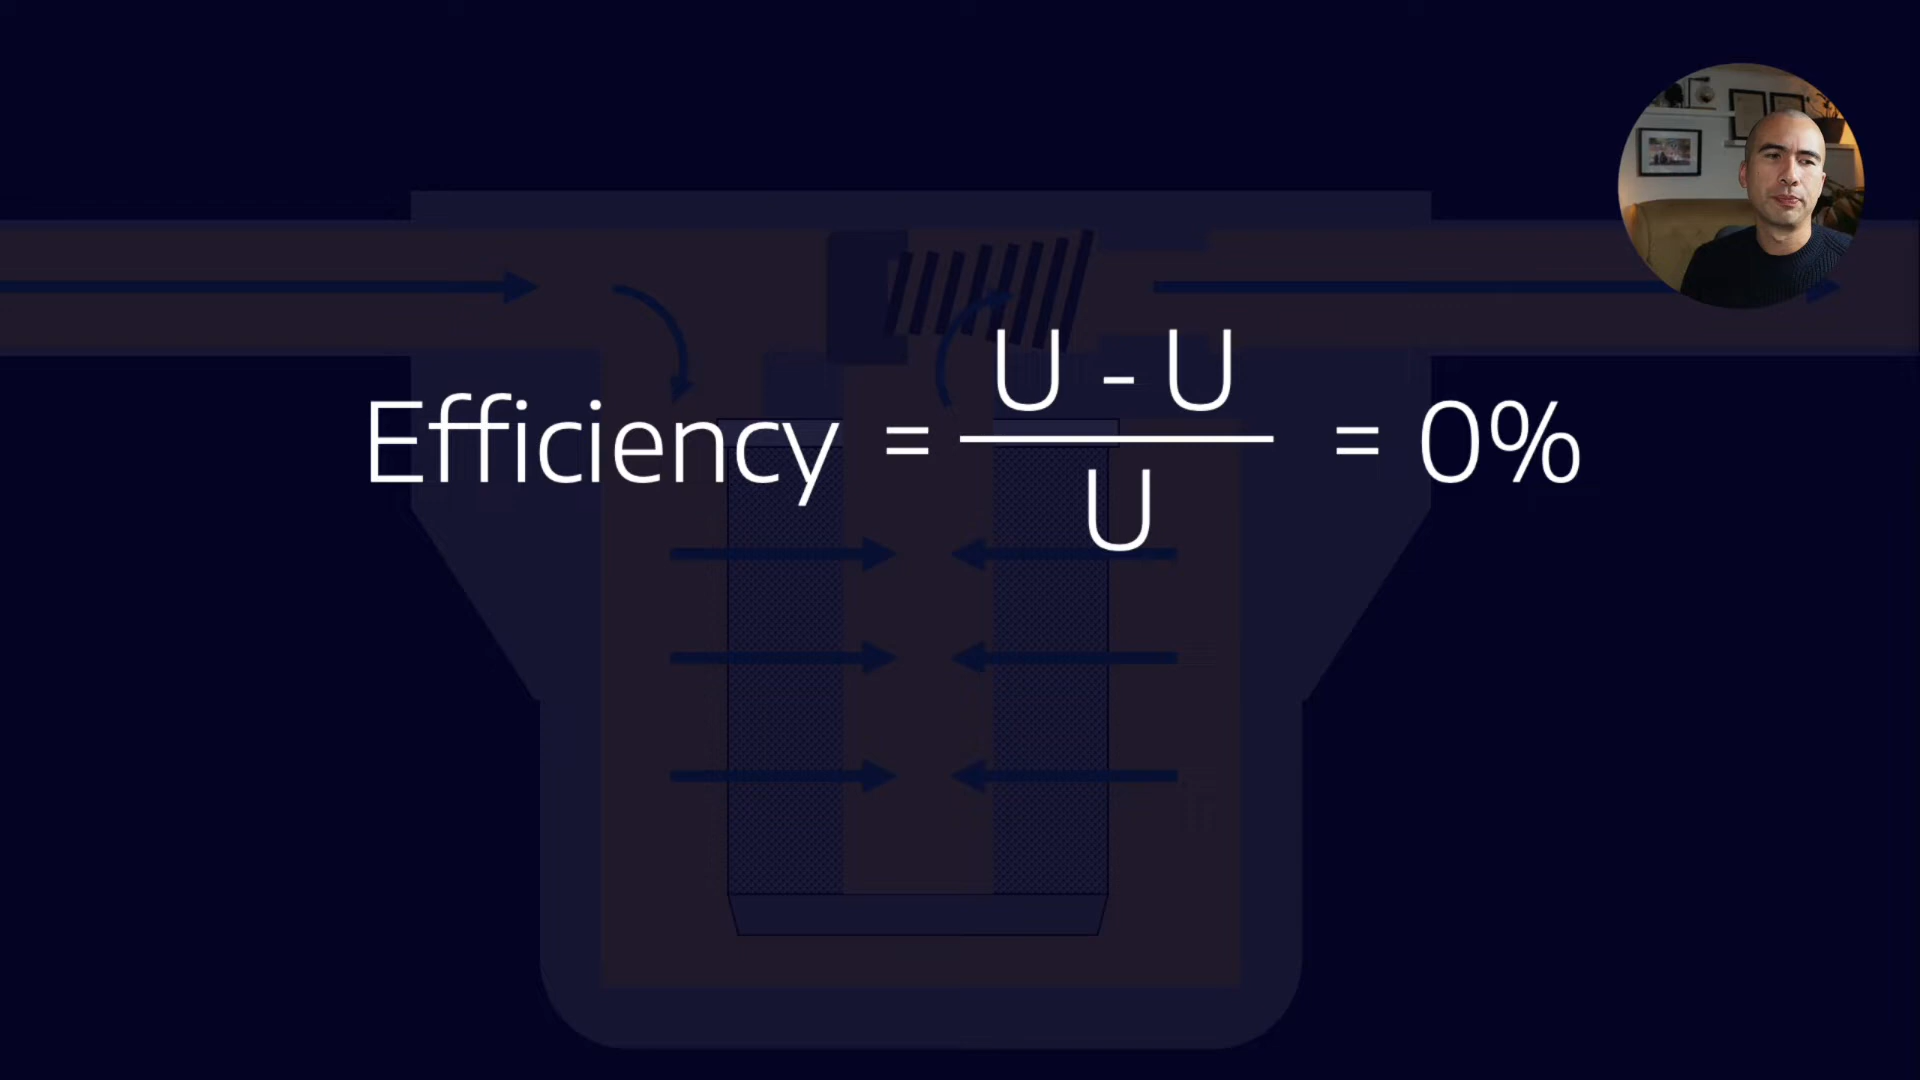 Efficiency = U - U / U = 0%